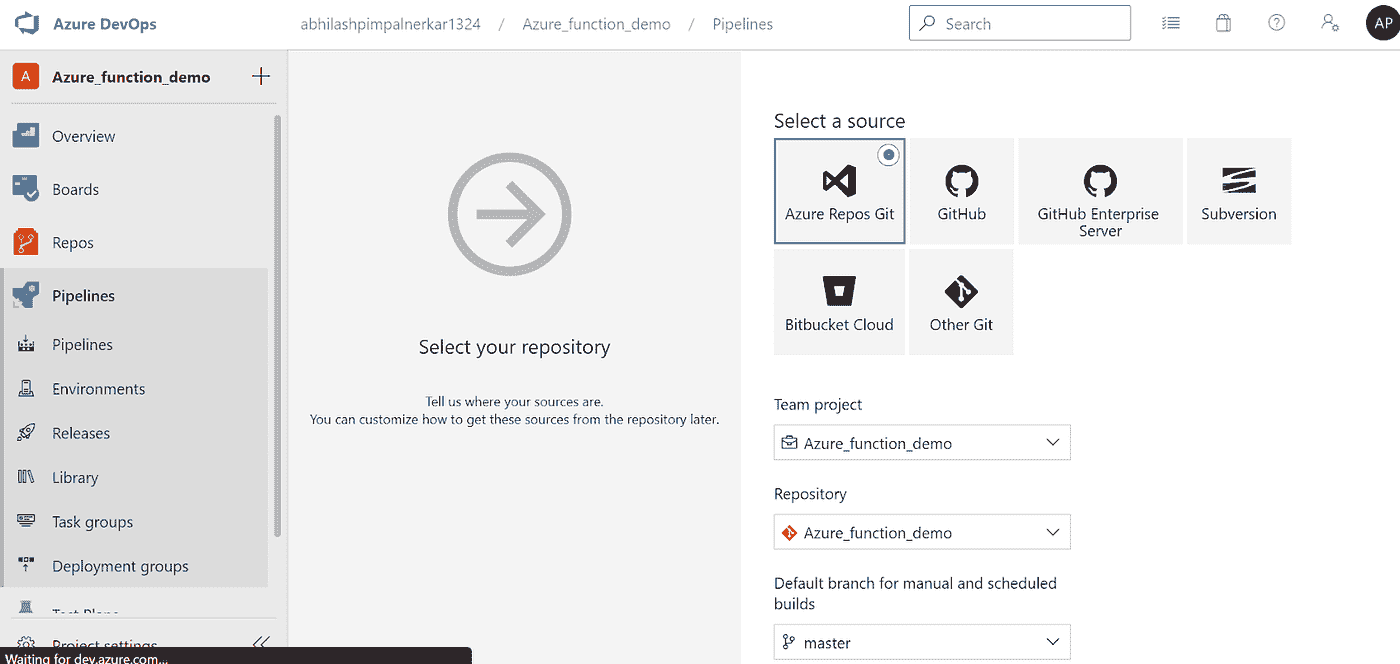 Azure DevOps
abhilashpimpalnerkar1324 / Azure_function_demo / Pipelines
Search
AP
A
Azure_function_demo
Overview
Boards
Repos
Pipelines
Pipelines
Environments
Releases
Library
Task groups
Deployment groups
Test Plans
Project settings
Waiting for dev.azure.com...
Select your repository
Tell us where your sources are.
You can customize how to get these sources from the repository later.
Select a source
Azure Repos Git
GitHub
GitHub Enterprise
Server
Subversion
Bitbucket Cloud
Other Git
Team project
Azure_function_demo
Repository
Azure_function_demo
Default branch for manual and scheduled
builds
master